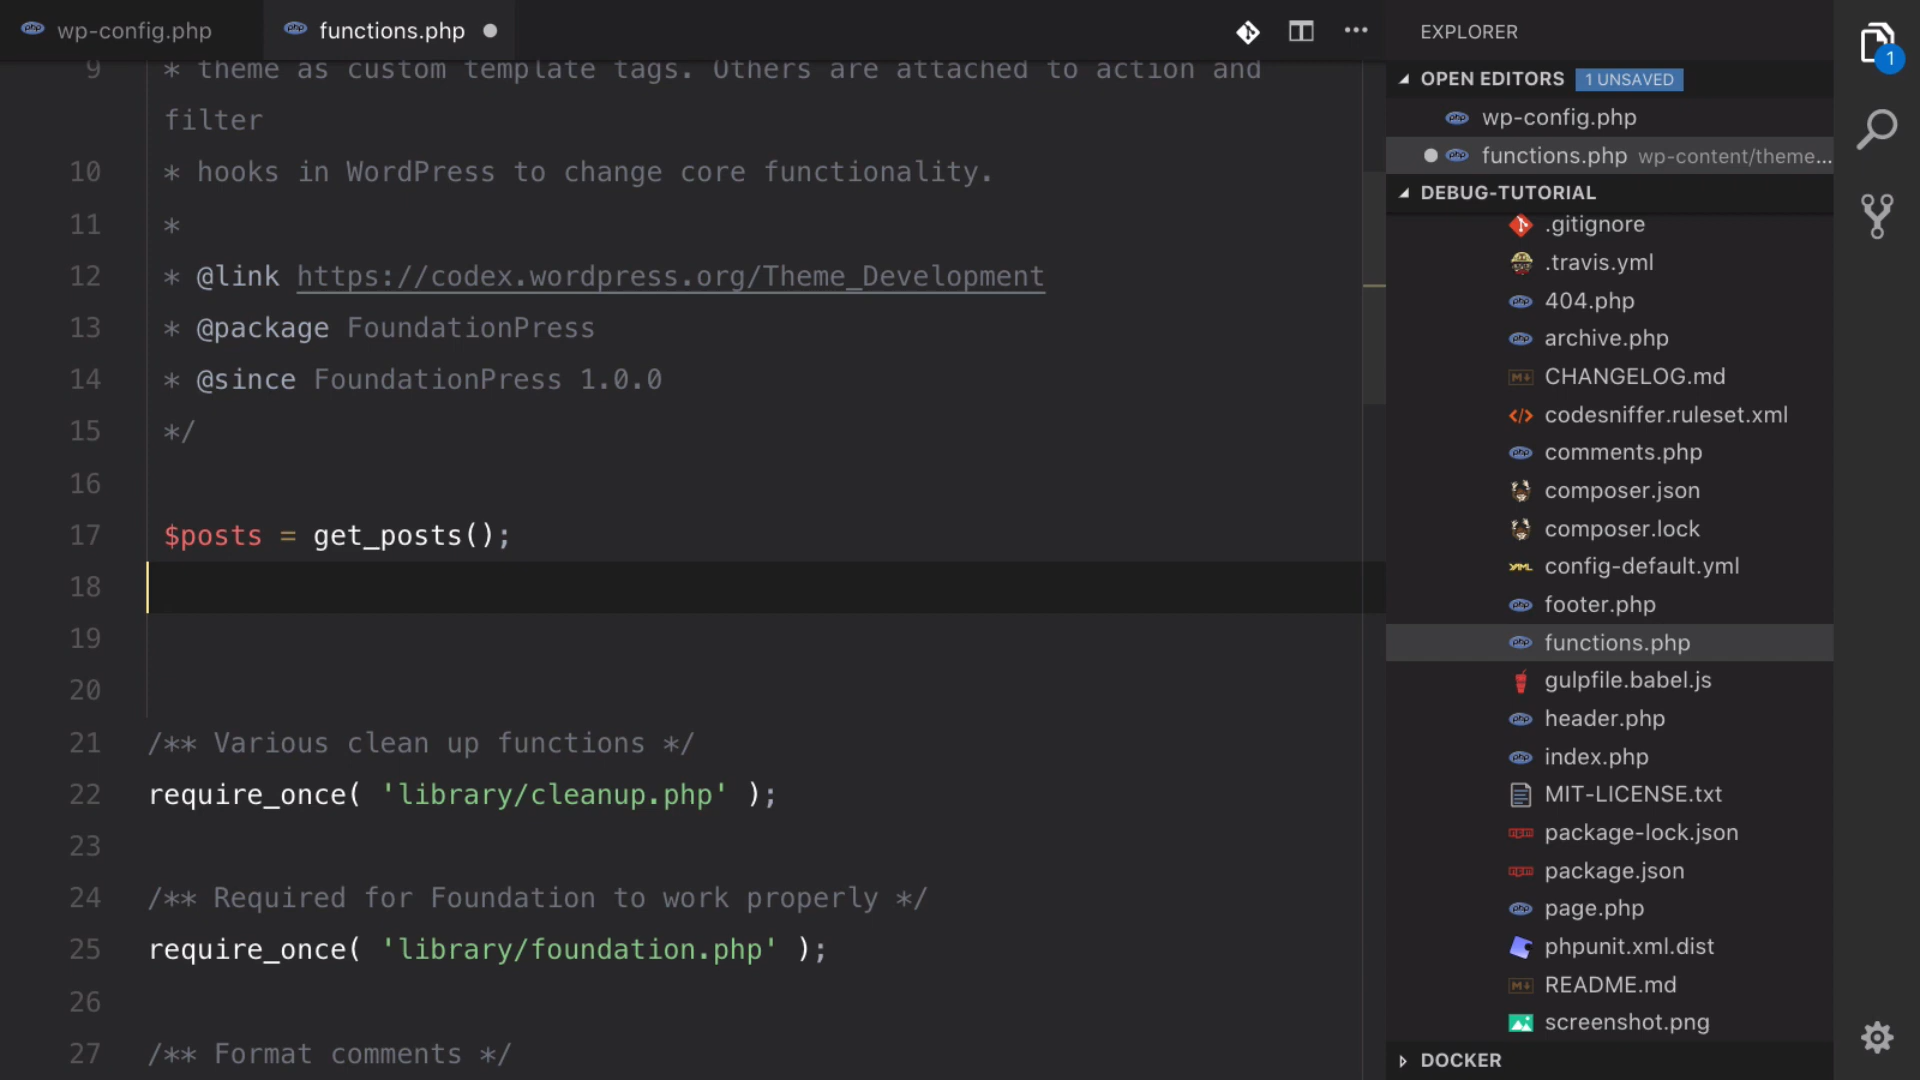 wp-config.php
functions.php
9 * theme as custom template tags. Others are attached to action and
filter
10 * hooks in WordPress to change core functionality.
11 *
12 * @link https://codex.wordpress.org/Theme_Development
13 * @package FoundationPress
14 * @since FoundationPress 1.0.0
15 */
16
17 $posts = get_posts();
18
19
20
21 /** Various clean up functions */
22 require_once( 'library/cleanup.php' );
23
24 /** Required for Foundation to work properly */
25 require_once( 'library/foundation.php' );
26
27 /** Format comments */
EXPLORER
OPEN EDITORS 1 UNSAVED
wp-config.php
functions.php wp-content/theme...
DEBUG-TUTORIAL
.gitignore
.travis.yml
404.php
archive.php
CHANGELOG.md
codesniffer.ruleset.xml
comments.php
composer.json
composer.lock
config-default.yml
footer.php
functions.php
gulpfile.babel.js
header.php
index.php
MIT-LICENSE.txt
package-lock.json
package.json
page.php
phpunit.xml.dist
README.md
screenshot.png
DOCKER
1